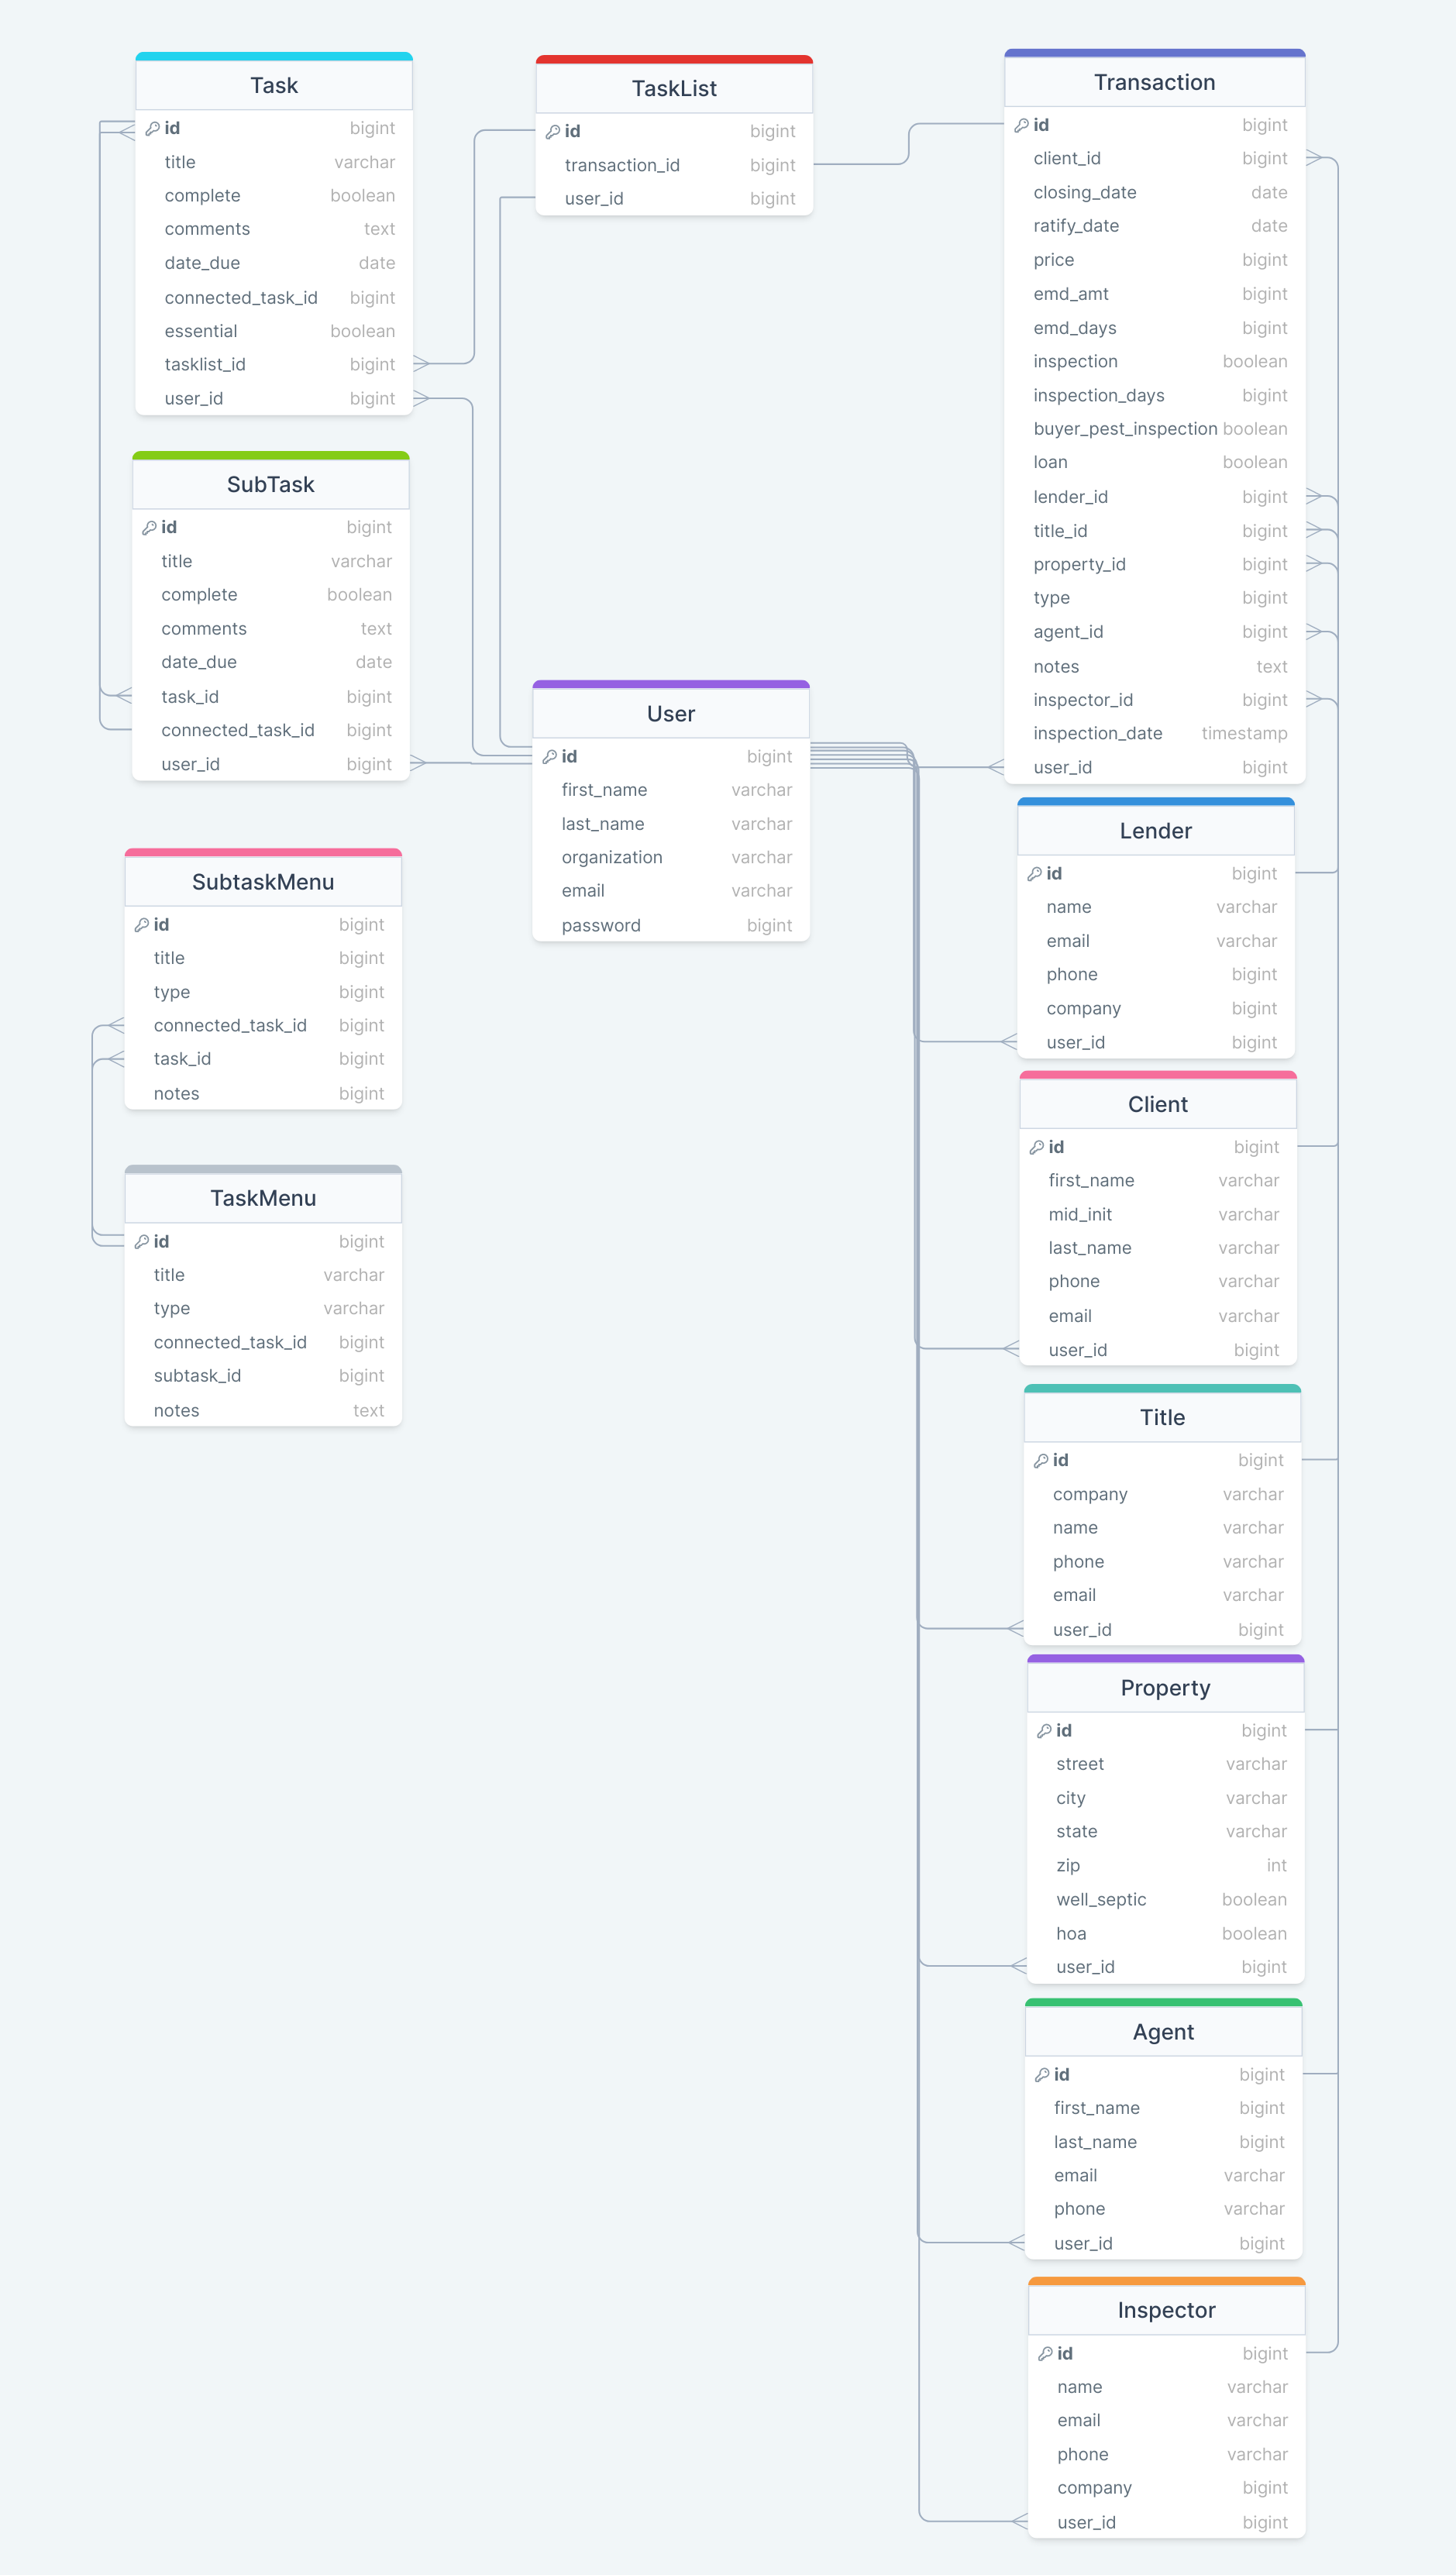 Task
id bigint
title varchar
complete boolean
comments text
date_due date
connected_task_id bigint
essential boolean
tasklist_id bigint
user_id bigint
SubTask
id bigint
title varchar
complete boolean
comments text
date_due date
task_id bigint
connected_task_id bigint
user_id bigint
SubtaskMenu
id bigint
title bigint
type bigint
connected_task_id bigint
task_id bigint
notes bigint
TaskMenu
id bigint
title varchar
type varchar
connected_task_id bigint
subtask_id bigint
notes text
TaskList
id bigint
transaction_id bigint
user_id bigint
User
id bigint
first_name varchar
last_name varchar
organization varchar
email varchar
password bigint
Transaction
id bigint
client_id bigint
closing_date date
ratify_date date
price bigint
emd_amt bigint
emd_days bigint
inspection boolean
inspection_days bigint
buyer_pest_inspection boolean
loan boolean
lender_id bigint
title_id bigint
property_id bigint
type bigint
agent_id bigint
notes text
inspector_id bigint
inspection_date timestamp
user_id bigint
Lender
id bigint
name varchar
email varchar
phone bigint
company bigint
user_id bigint
Client
id bigint
first_name varchar
mid_init varchar
last_name varchar
phone varchar
email varchar
user_id bigint
Title
id bigint
company varchar
name varchar
phone varchar
email varchar
user_id bigint
Property
id bigint
street varchar
city varchar
state varchar
zip int
well_septic boolean
hoa boolean
user_id bigint
Agent
id bigint
first_name bigint
last_name bigint
email varchar
phone varchar
user_id bigint
Inspector
id bigint
name varchar
email varchar
phone varchar
company bigint
user_id bigint